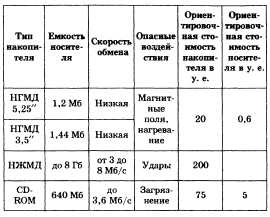 Тип накопителя
Емкость носителя
Скорость обмена
Опасные воздействия
Ориентировочная стоимость накопителя в у. е.
Ориентировочная стоимость носителя в у. е.
НГМД 5,25″
1,2 Мб
Низкая
Магнитные поля, нагревание
20
0,6
НГМД 3,5″
1,44 Мб
Низкая
НЖМД
до 8 Гб
от 3 до 8 Мб/с
Удары
200
CD-ROM
640 Мб
до 3,6 Мб/с
Загрязнение
75
5